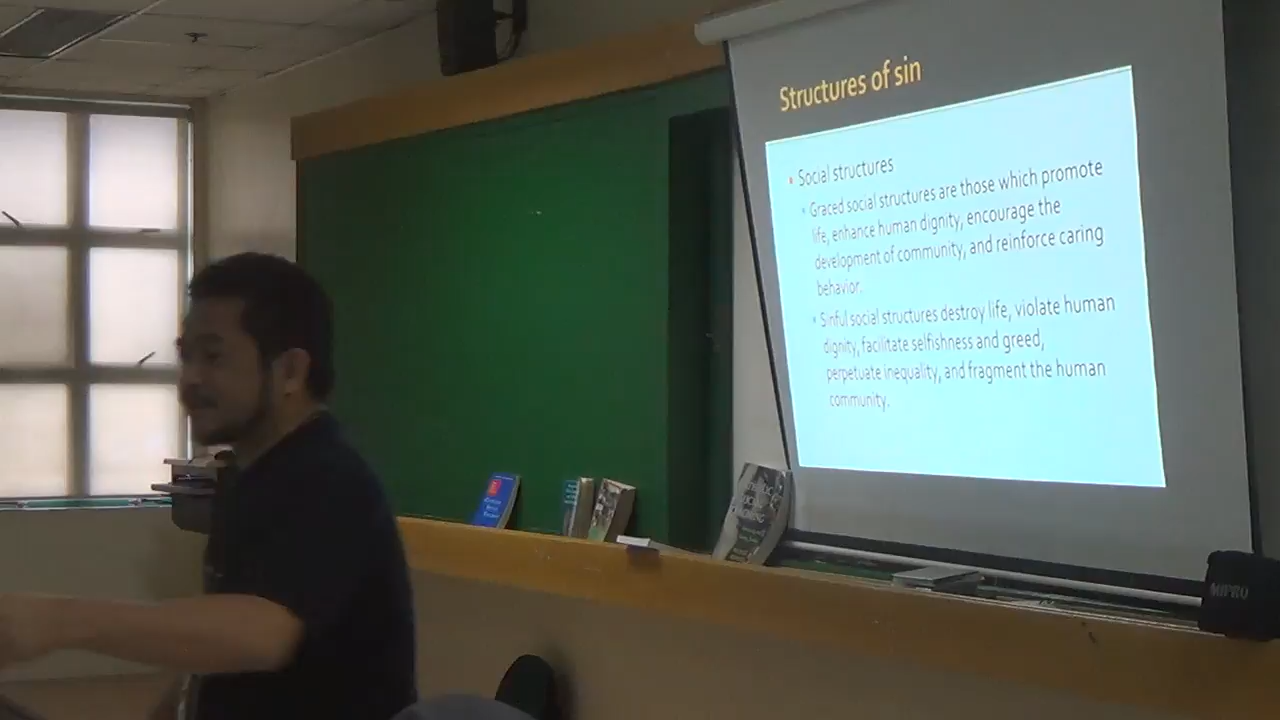 Structures of sin
Social structures
Graced social structures are those which promote
life, enhance human dignity, encourage the
development of community, and reinforce caring
behavior.
Sinful social structures destroy life, violate human
dignity, facilitate selfishness and greed,
perpetuate inequality, and fragment the human
community.
MIPRO